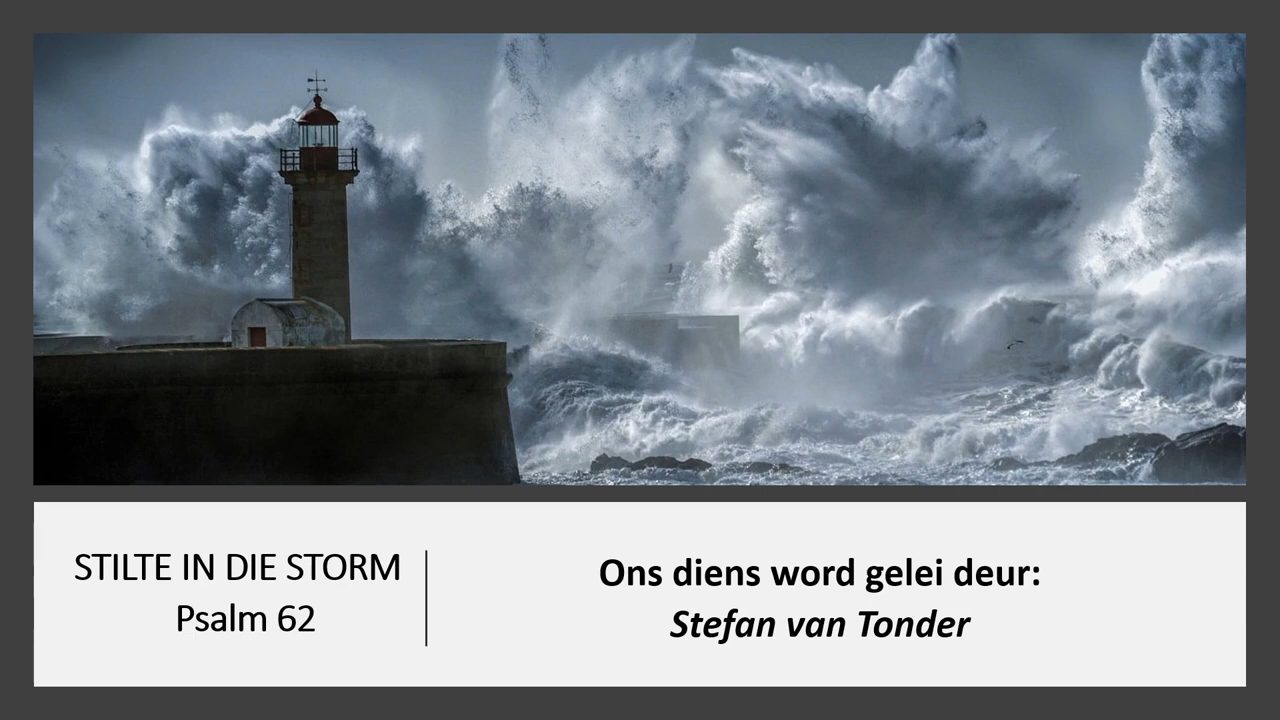 STILTE IN DIE STORM
Psalm 62
Ons diens word gelei deur:
Stefan van Tonder